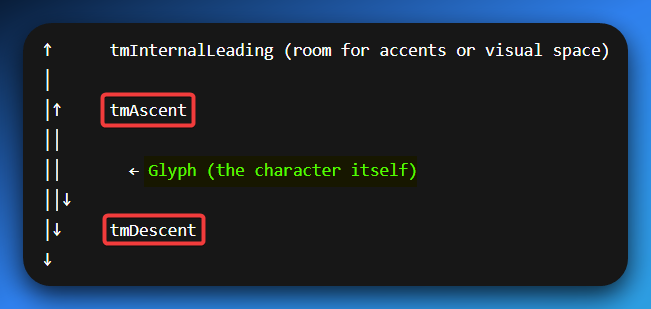 ↑      tmInternalLeading (room for accents or visual space)
│
│↑     tmAscent
││
││       ← Glyph (the character itself)
││↓
│↓     tmDescent
↓